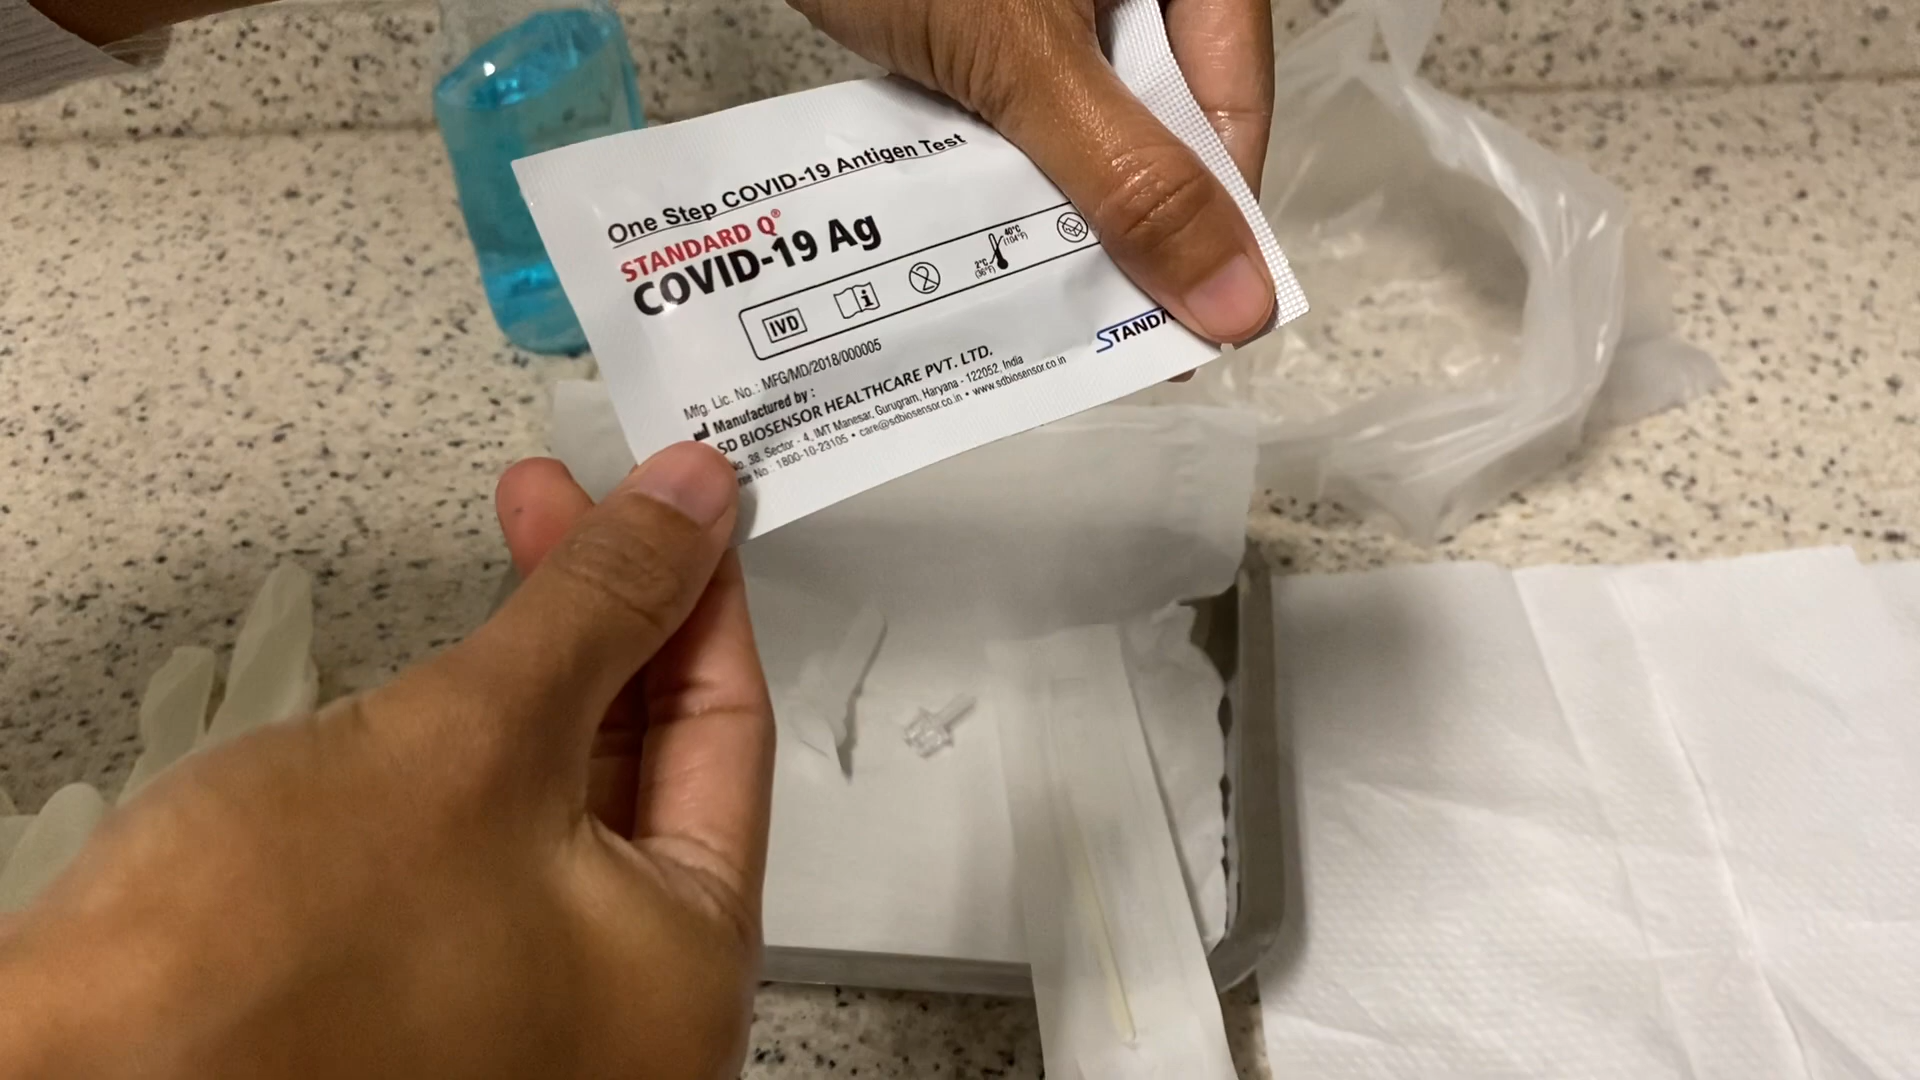 One Step COVID-19 Antigen Test
STANDARD Q®
COVID-19 Ag
IVD
i
2
2°C
(36°F)
40°C
(104°F)
Mfg. Lic. No. : MFG/MD/2018/000005
Manufactured by :
SD BIOSENSOR HEALTHCARE PVT. LTD.
No. 38, Sector - 4, IMT Manesar, Gurugram, Haryana - 122052, India
No : 1800-10-23105 • care@sdbiosensor.co.in • www.sdbiosensor.co.in